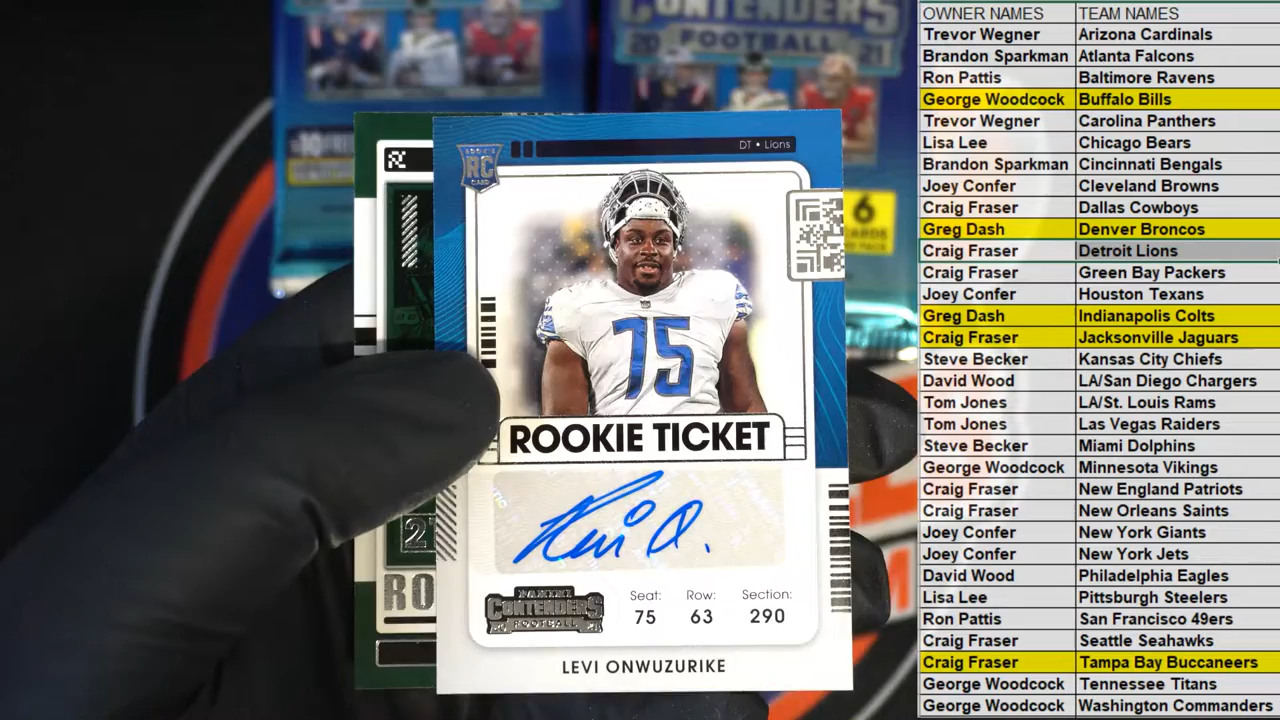 CONTENDERS
FOOTBALL
20
21
6
RC
DT • Lions
ROOKIE
RC
CARD
75
ROOKIE TICKET
Levi O.
2
RO
PANINI
CONTENDERS
FOOTBALL
Seat: Row: Section:
75 63 290
LEVI ONWUZURIKE
OWNER NAMES TEAM NAMES
Trevor Wegner Arizona Cardinals
Brandon Sparkman Atlanta Falcons
Ron Pattis Baltimore Ravens
George Woodcock Buffalo Bills
Trevor Wegner Carolina Panthers
Lisa Lee Chicago Bears
Brandon Sparkman Cincinnati Bengals
Joey Confer Cleveland Browns
Craig Fraser Dallas Cowboys
Greg Dash Denver Broncos
Craig Fraser Detroit Lions
Craig Fraser Green Bay Packers
Joey Confer Houston Texans
Greg Dash Indianapolis Colts
Craig Fraser Jacksonville Jaguars
Steve Becker Kansas City Chiefs
David Wood LA/San Diego Chargers
Tom Jones LA/St. Louis Rams
Tom Jones Las Vegas Raiders
Steve Becker Miami Dolphins
George Woodcock Minnesota Vikings
Craig Fraser New England Patriots
Craig Fraser New Orleans Saints
Joey Confer New York Giants
Joey Confer New York Jets
David Wood Philadelphia Eagles
Lisa Lee Pittsburgh Steelers
Ron Pattis San Francisco 49ers
Craig Fraser Seattle Seahawks
Craig Fraser Tampa Bay Buccaneers
George Woodcock Tennessee Titans
George Woodcock Washington Commanders